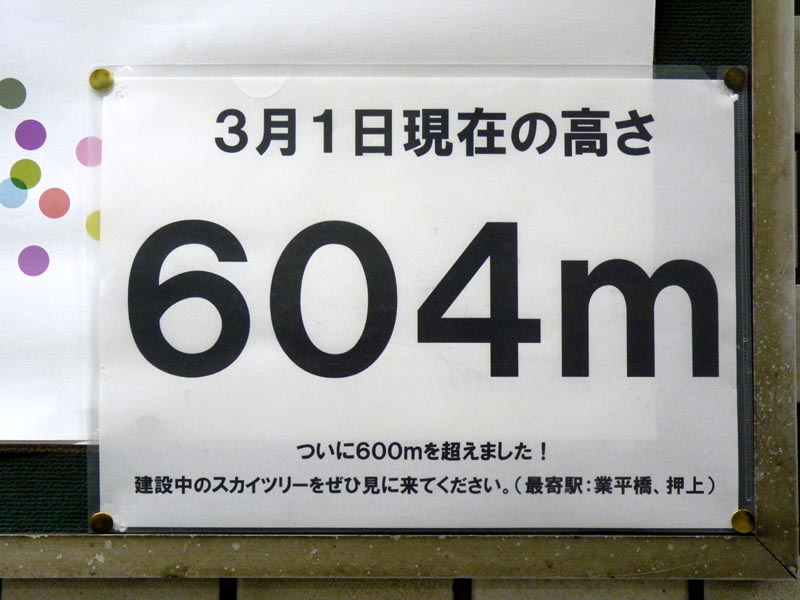 ３月１日現在の高さ
604m
ついに600mを超えました！
建設中のスカイツリーをぜひ見に来てください。（最寄駅：業平橋、押上）